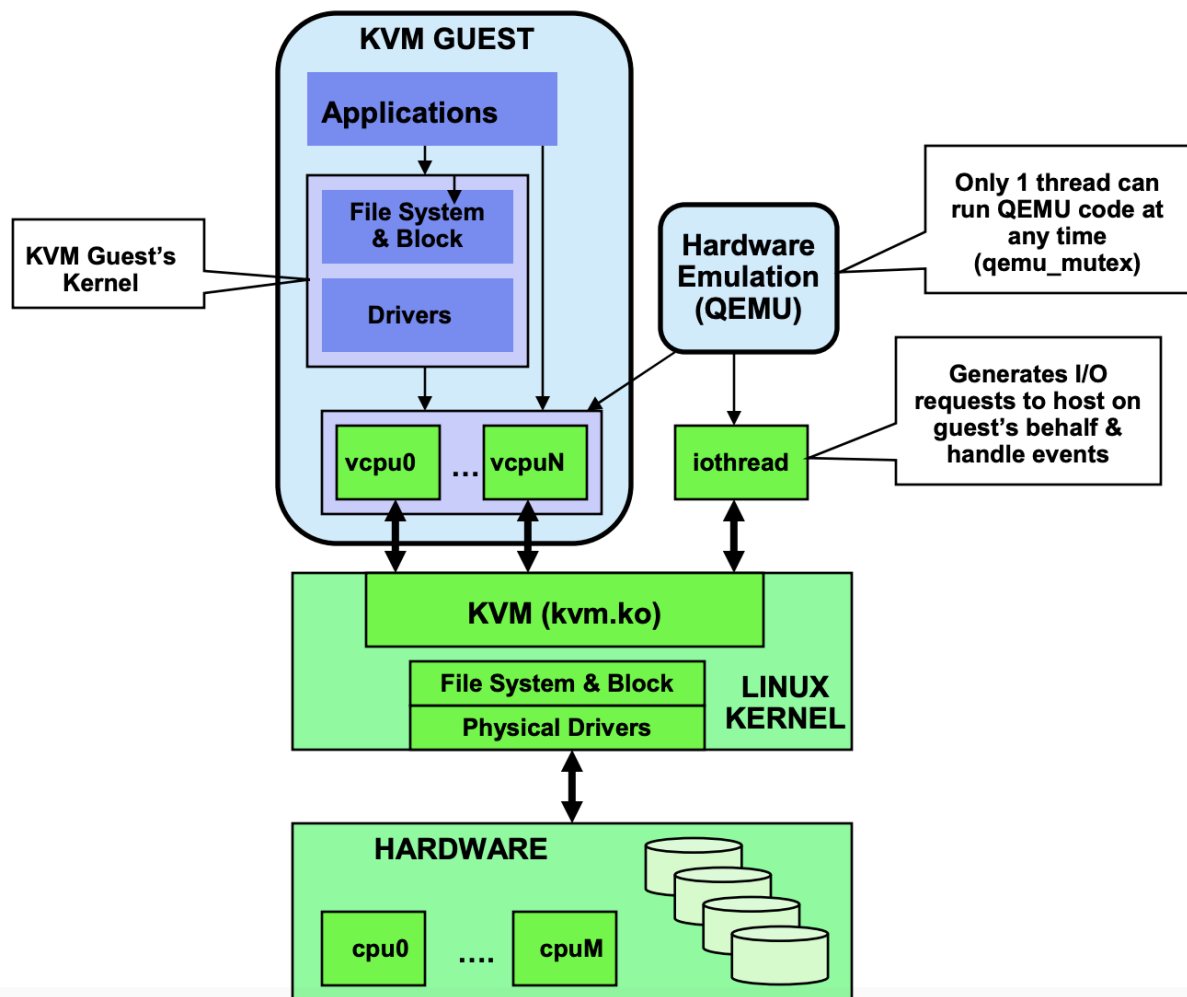 KVM GUEST
Applications
File System
& Block
Drivers
KVM Guest’s
Kernel
Hardware
Emulation
(QEMU)
Only 1 thread can
run QEMU code at
any time
(qemu_mutex)
Generates I/O
requests to host on
guest’s behalf &
handle events
vcpu0
...
vcpuN
iothread
KVM (kvm.ko)
File System & Block
Physical Drivers
LINUX
KERNEL
HARDWARE
cpu0
....
cpuM